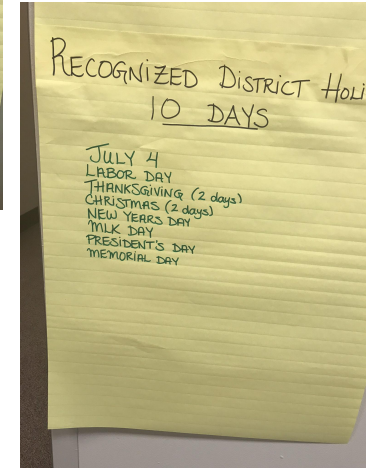 RECOGNIZED DISTRICT HOLI
10 DAYS
JULY 4
LABOR DAY
THANKSGIVING (2 days)
CHRISTMAS (2 days)
NEW YEARS DAY
MLK DAY
PRESIDENT'S DAY
MEMORIAL DAY